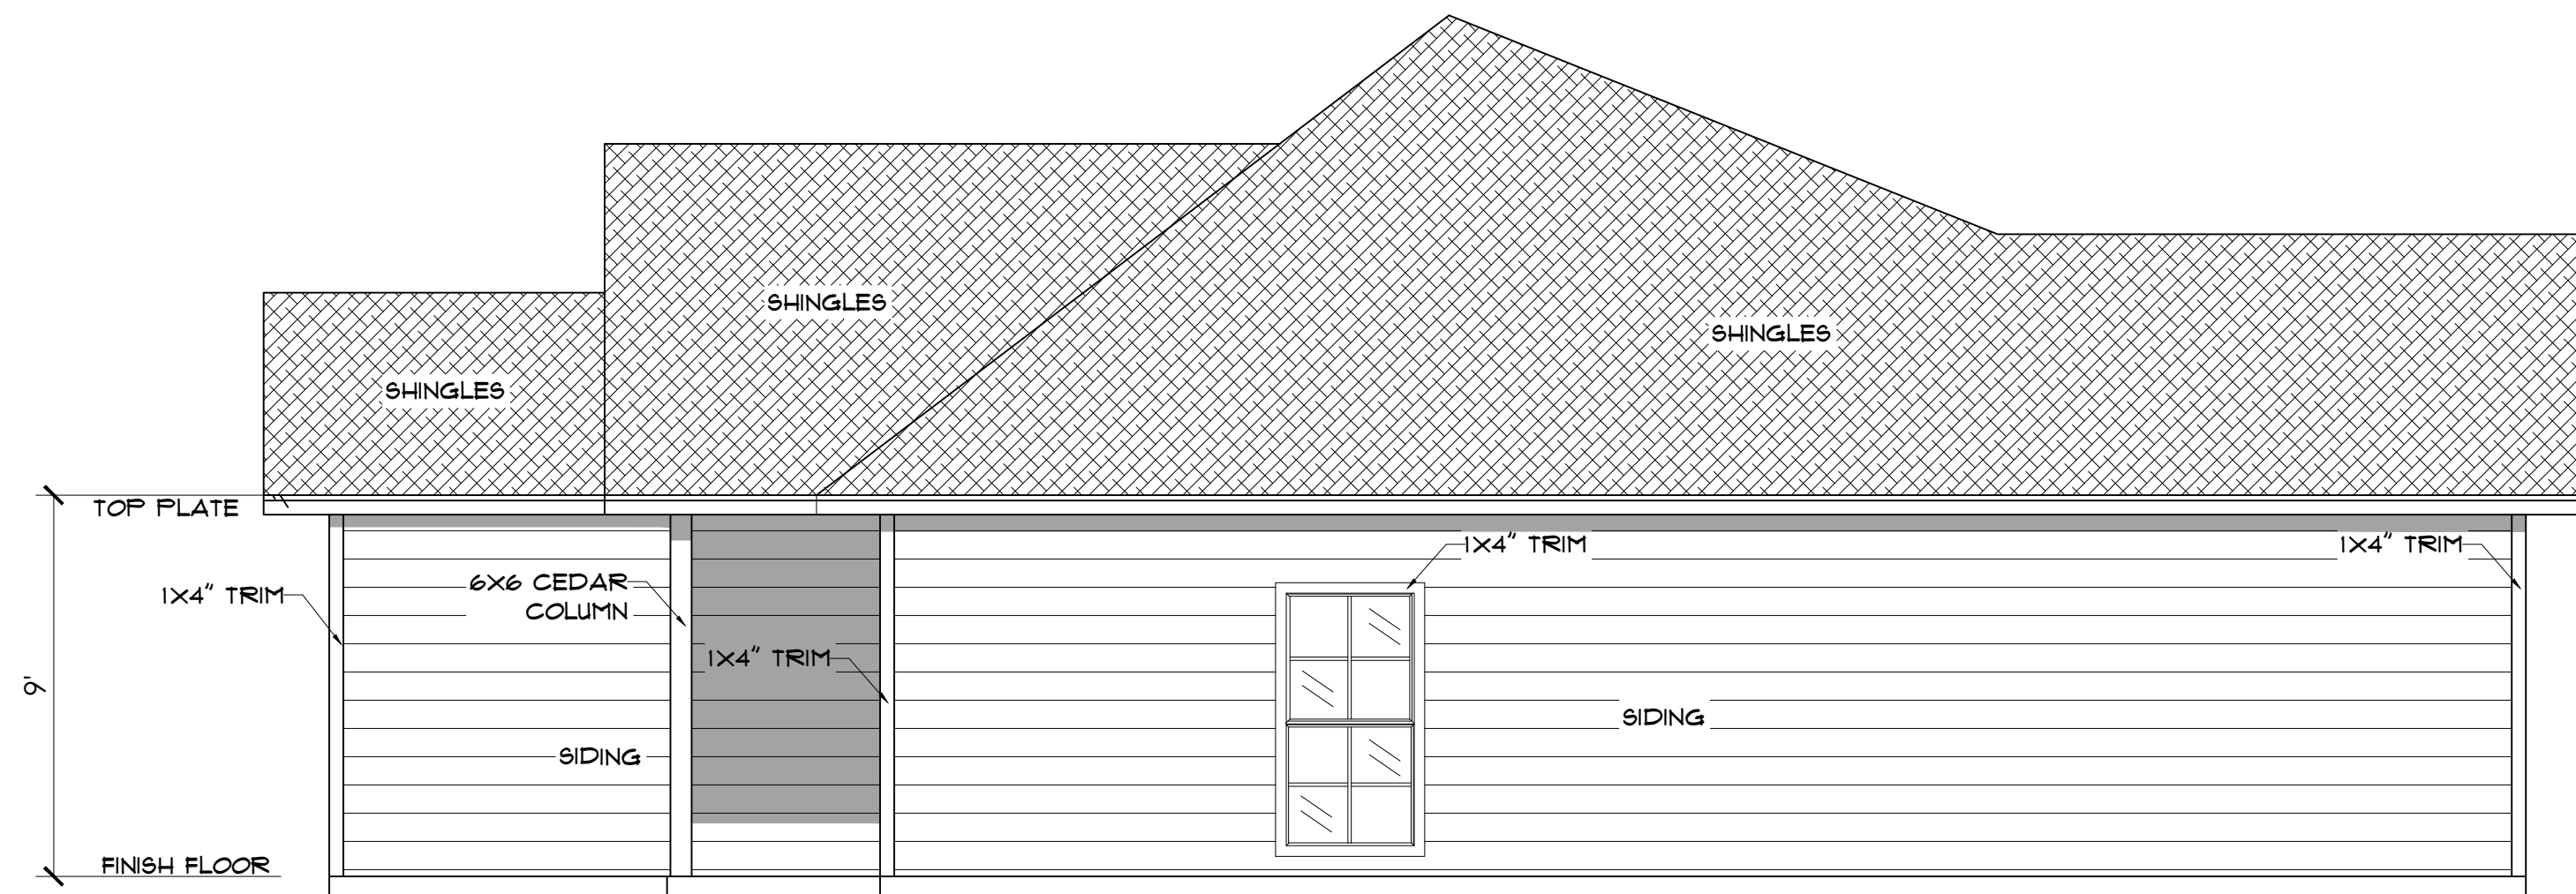 SHINGLES
SHINGLES
SHINGLES
TOP PLATE
1X4" TRIM
1X4" TRIM
6X6 CEDAR
COLUMN
1X4" TRIM
1X4" TRIM
9'
SIDING
SIDING
FINISH FLOOR